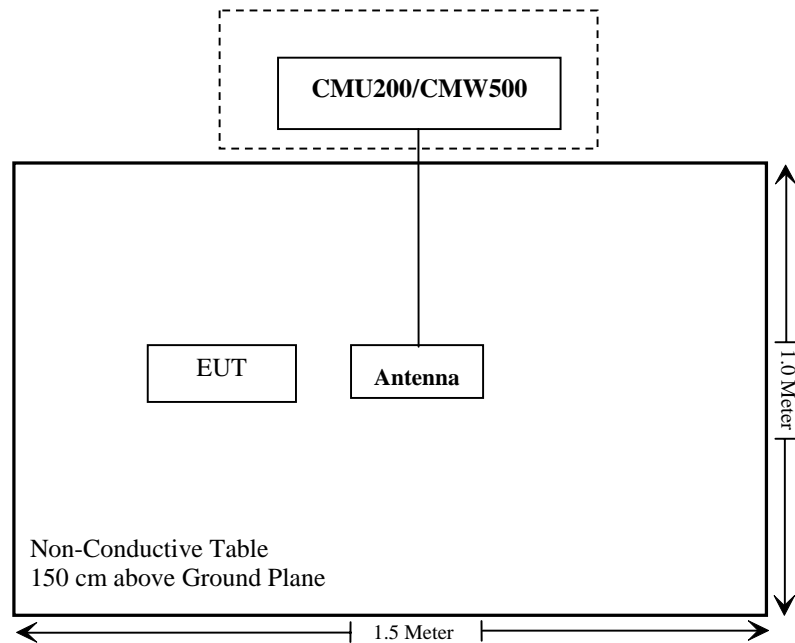 CMU200/CMW500
EUT
Antenna
1.0 Meter
Non-Conductive Table
150 cm above Ground Plane
1.5 Meter